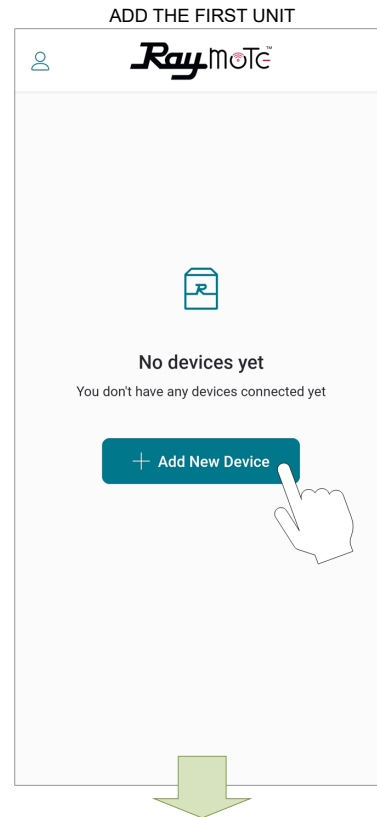 ADD THE FIRST UNIT
Raymote™
R
No devices yet
You don't have any devices connected yet
+ Add New Device